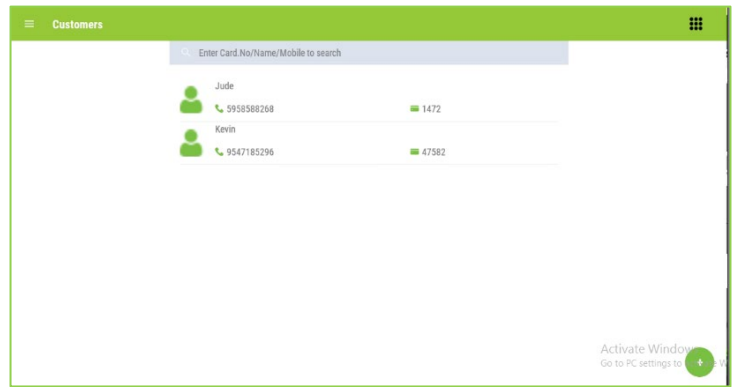 Customers
Enter Card.No/Name/Mobile to search
Jude
5958588268 1472
Kevin
9547185296 47582
Activate Window
Go to PC settings to